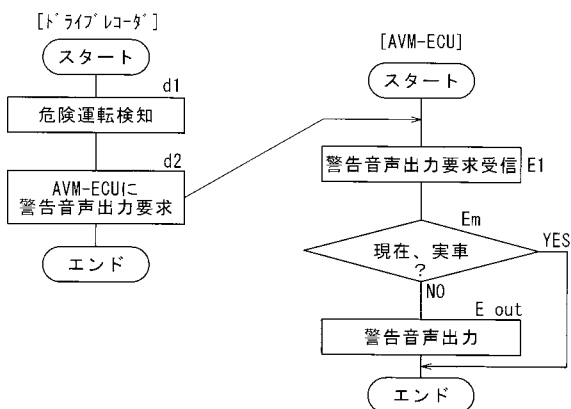 [ﾄﾞﾗｲﾌﾞﾚｺｰﾀﾞ]
スタート
d1
危険運転検知
d2
AVM-ECUに
警告音声出力要求
エンド
[AVM-ECU]
スタート
警告音声出力要求受信 E1
Em
現在、実車
?
YES
NO
E out
警告音声出力
エンド